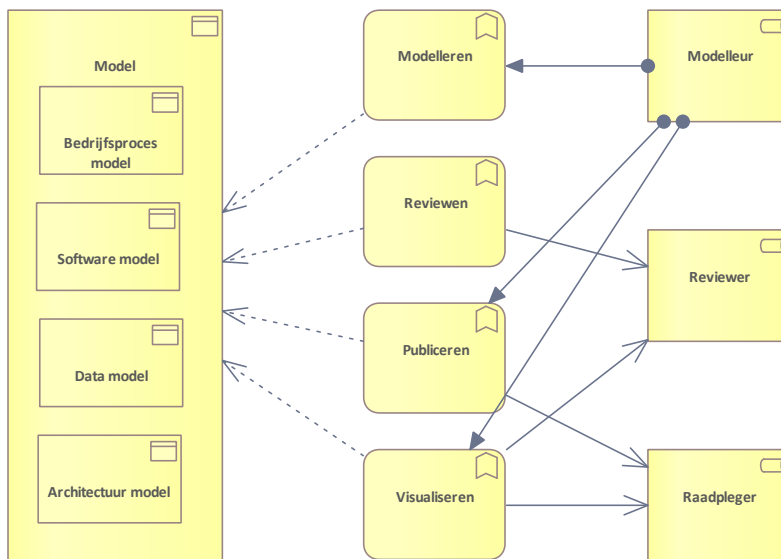 Model
Bedrijfsproces
model
Software model
Data model
Architectuur model
Modelleren
Reviewen
Publiceren
Visualiseren
Modelleur
Reviewer
Raadpleger